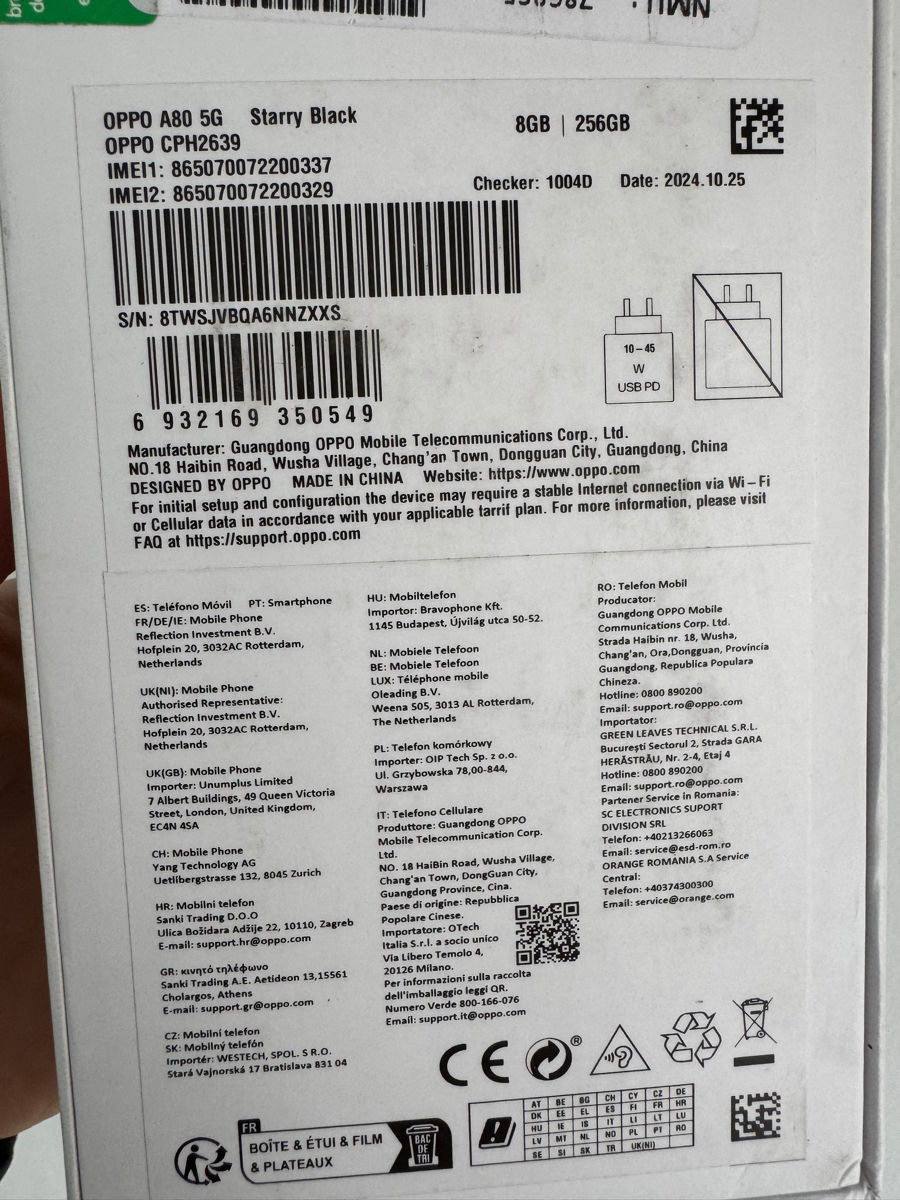 OPPO A80 5G Starry Black
8GB | 256GB
OPPO CPH2639
IMEI1: 865070072200337
IMEI2: 865070072200329
Checker: 1004D Date: 2024.10.25
S/N: 8TWSJVBQA6NNZXXS
10–45
W
USB PD
6 932169 350549
Manufacturer: Guangdong OPPO Mobile Telecommunications Corp., Ltd.
NO.18 Haibin Road, Wusha Village, Chang'an Town, Dongguan City, Guangdong, China
DESIGNED BY OPPO MADE IN CHINA Website: https://www.oppo.com
For initial setup and configuration the device may require a stable Internet connection via Wi–Fi
or Cellular data in accordance with your applicable tarrif plan. For more information, please visit
FAQ at https://support.oppo.com
ES: Teléfono Móvil PT: Smartphone
FR/DE/IE: Mobile Phone
Reflection Investment B.V.
Hofplein 20, 3032AC Rotterdam,
Netherlands
UK(NI): Mobile Phone
Authorised Representative:
Reflection Investment B.V.
Hofplein 20, 3032AC Rotterdam,
Netherlands
UK(GB): Mobile Phone
Importer: Unumplus Limited
7 Albert Buildings, 49 Queen Victoria
Street, London, United Kingdom,
EC4N 4SA
CH: Mobile Phone
Yang Technology AG
Uetlibergstrasse 132, 8045 Zurich
HR: Mobilni telefon
Sanki Trading D.O.O
Ulica Božidara Adžije 22, 10110, Zagreb
E-mail: support.hr@oppo.com
GR: κινητό τηλέφωνο
Sanki Trading A.E. Aetideon 13,15561
Cholargos, Athens
E-mail: support.gr@oppo.com
CZ: Mobilní telefon
SK: Mobilný telefón
Importér: WESTECH, SPOL. S R.O.
Stará Vajnorská 17 Bratislava 831 04
HU: Mobiltelefon
Importor: Bravophone Kft.
1145 Budapest, Újvilág utca 50-52.
NL: Mobiele Telefoon
BE: Mobiele Telefoon
LUX: Téléphone mobile
Oleading B.V.
Weena 505, 3013 AL Rotterdam,
The Netherlands
PL: Telefon komórkowy
Importer: OIP Tech Sp. z o.o.
Ul. Grzybowska 78,00-844,
Warszawa
IT: Telefono Cellulare
Produttore: Guangdong OPPO
Mobile Telecommunication Corp.
Ltd.
NO. 18 HaiBin Road, Wusha Village,
Chang'an Town, DongGuan City,
Guangdong Province, Cina.
Paese di origine: Repubblica
Popolare Cinese.
Importatore: OTech
Italia S.r.l. a socio unico
Via Libero Temolo 4,
20126 Milano.
Per informazioni sulla raccolta
dell'imballaggio leggi QR.
Numero Verde 800-166-076
Email: support.it@oppo.com
RO: Telefon Mobil
Producator:
Guangdong OPPO Mobile
Communications Corp. Ltd.
Strada Haibin nr. 18, Wusha,
Chang'an, Ora,Dongguan, Provincia
Guangdong, Republica Populara
Chineza.
Hotline: 0800 890200
Email: support.ro@oppo.com
Importator:
GREEN LEAVES TECHNICAL S.R.L.
București Sectorul 2, Strada GARA
HERĂSTRĂU, Nr. 2-4, Etaj 4
Hotline: 0800 890200
Email: support.ro@oppo.com
Partener Service in Romania:
SC ELECTRONICS SUPORT
DIVISION SRL
Telefon: +40213266063
Email: service@esd-rom.ro
ORANGE ROMANIA S.A Service
Central:
Telefon: +40374300300
Email: service@orange.com
CE ®
FR
BOÎTE & ÉTUI & FILM
& PLATEAUX
BAC
DE
TRI
AT BE BG CH CY CZ DE
DK EE EL ES FI FR HR
HU IE IS IT LI LT LU
LV MT NL NO PL PT RO
SE SI SK TR UK(NI)